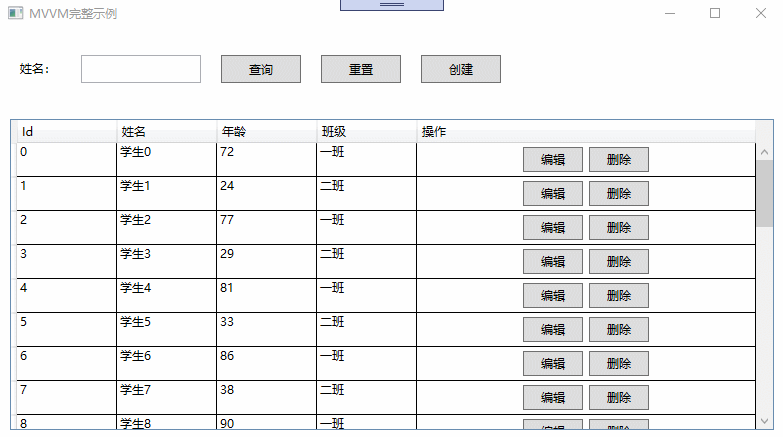 MVVM完整示例
姓名： 查询 重置 创建
Id 姓名 年龄 班级 操作
0 学生0 72 一班 编辑 删除
1 学生1 24 二班 编辑 删除
2 学生2 77 一班 编辑 删除
3 学生3 29 二班 编辑 删除
4 学生4 81 一班 编辑 删除
5 学生5 33 二班 编辑 删除
6 学生6 86 一班 编辑 删除
7 学生7 38 二班 编辑 删除
8 学生8 90 一班 编辑 删除